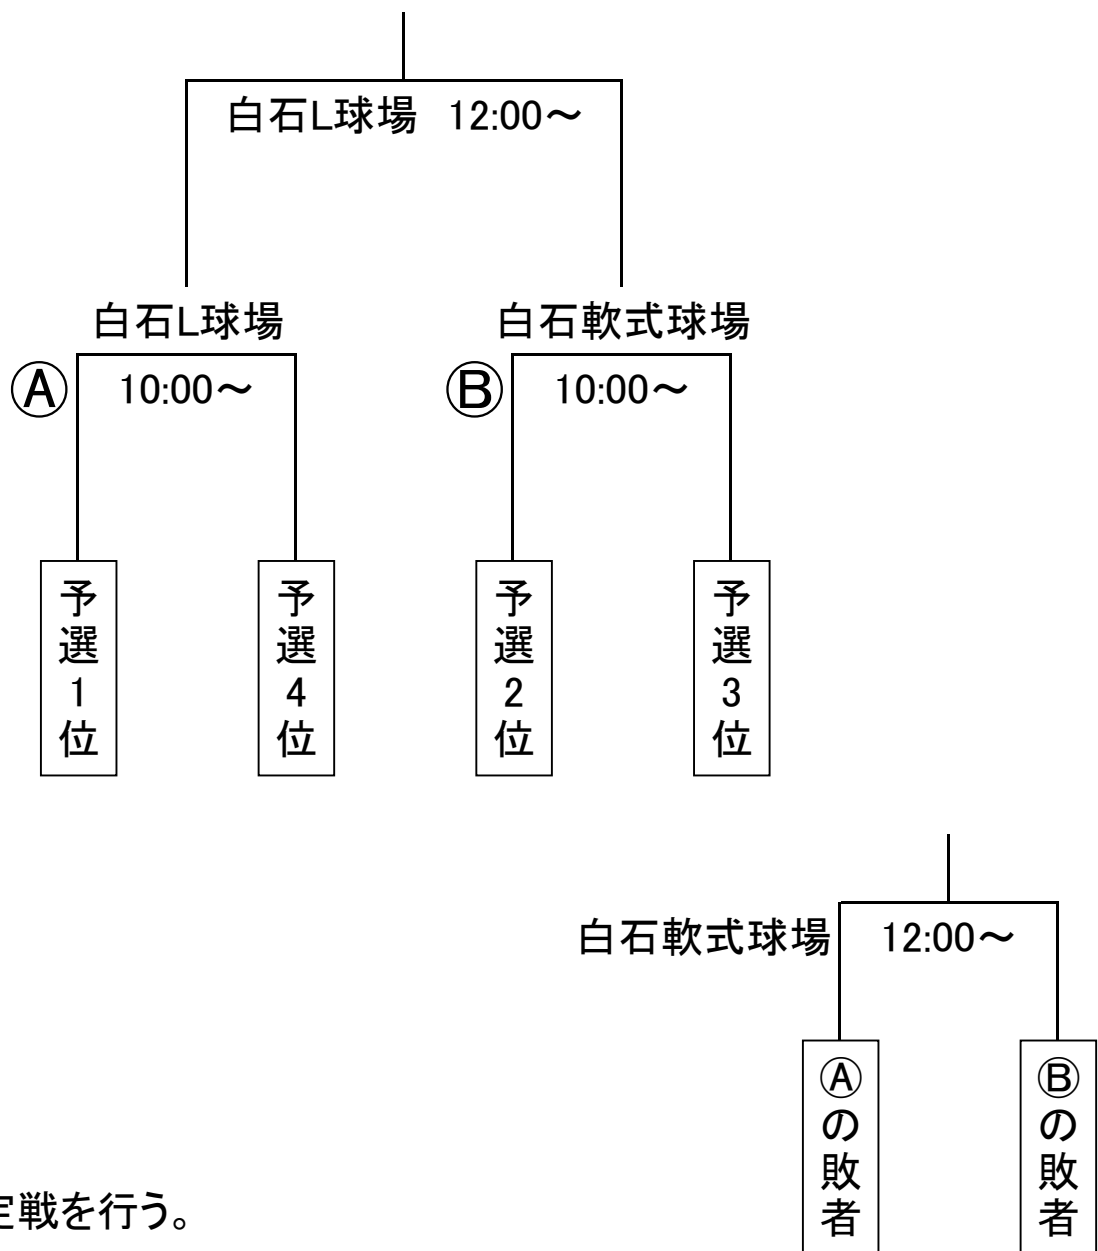 白石L球場 12:00～
白石L球場
白石軟式球場
Ⓐ
10:00～
Ⓑ
10:00～
予選1位
予選4位
予選2位
予選3位
白石軟式球場
12:00～
Ⓐの敗者
Ⓑの敗者
定戦を行う。